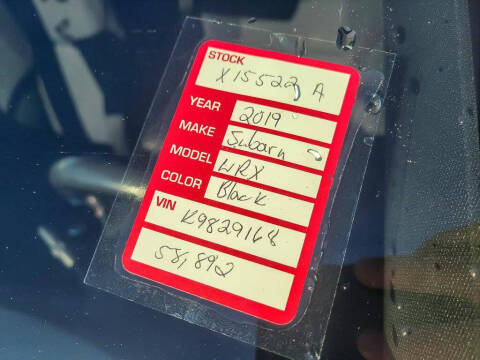 STOCK
X15522 A
YEAR 2019
MAKE Subaru
MODEL WRX
COLOR Black
VIN K9829168
58,892